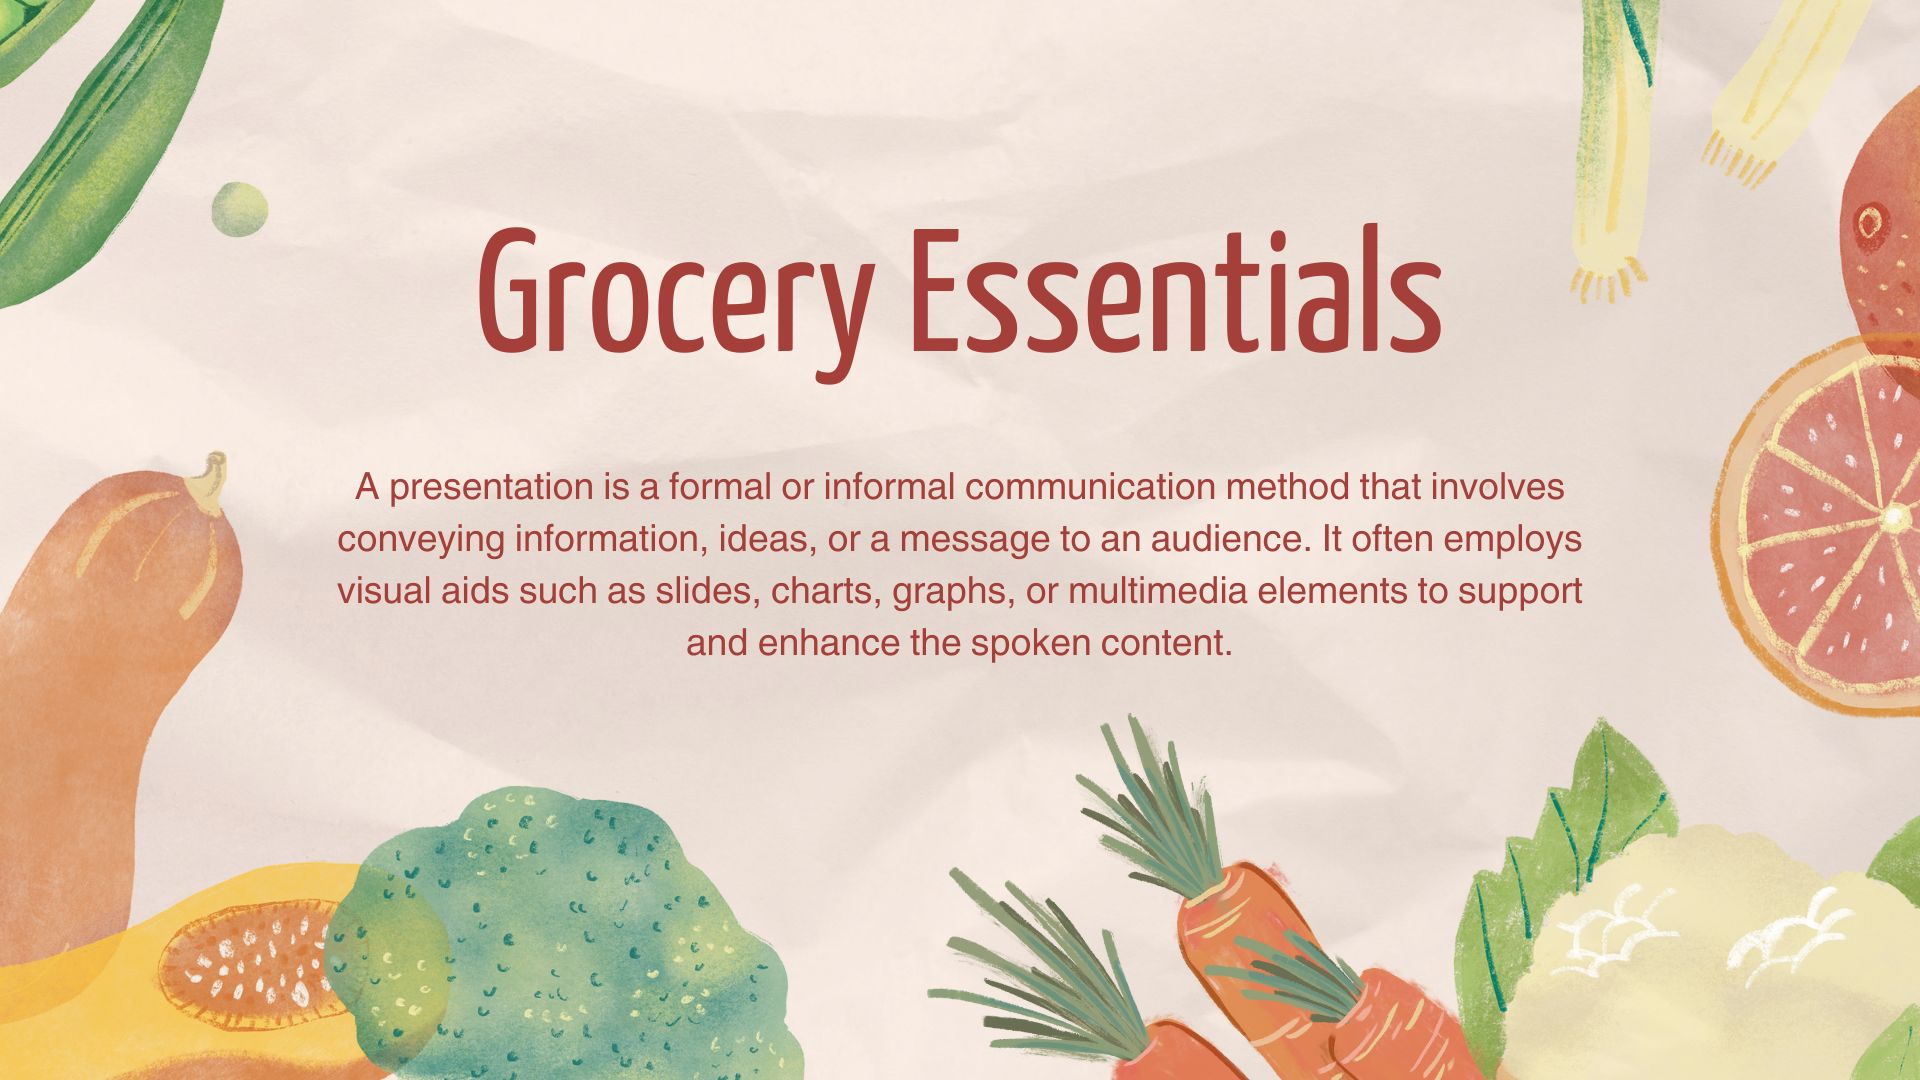 Grocery Essentials
A presentation is a formal or informal communication method that involves
conveying information, ideas, or a message to an audience. It often employs
visual aids such as slides, charts, graphs, or multimedia elements to support
and enhance the spoken content.